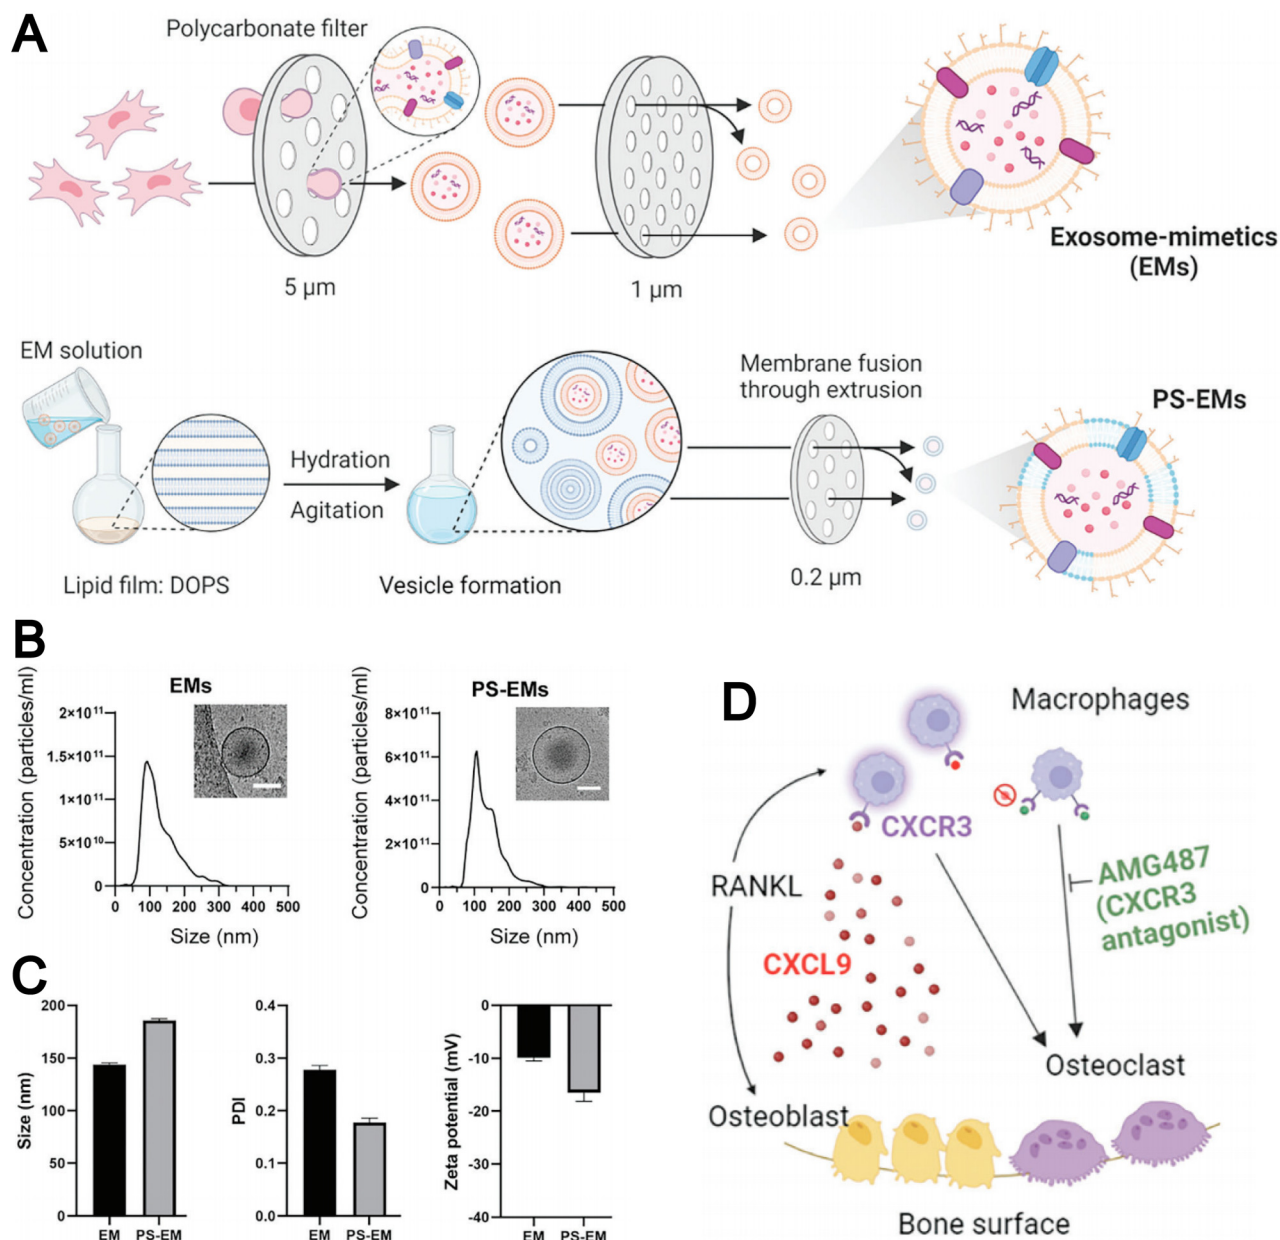 A
Polycarbonate filter
5 μm
1 μm
Exosome-mimetics
(EMs)
EM solution
Hydration
Agitation
Lipid film: DOPS
Vesicle formation
Membrane fusion
through extrusion
0.2 μm
PS-EMs
B
EMs
Concentration (particles/ml)
2×10¹¹
1.5×10¹¹
1×10¹¹
5×10¹⁰
0
0 100 200 300 400 500
Size (nm)
PS-EMs
Concentration (particles/ml)
8×10¹¹
6×10¹¹
4×10¹¹
2×10¹¹
0
0 100 200 300 400 500
Size (nm)
C
Size (nm)
200
150
100
50
0
EM PS-EM
PDI
0.4
0.3
0.2
0.1
0.0
EM PS-EM
Zeta potential (mV)
0
-10
-20
-30
-40
EM PS-EM
D
Macrophages
CXCR3
RANKL
AMG487
(CXCR3
antagonist)
CXCL9
Osteoclast
Osteoblast
Bone surface